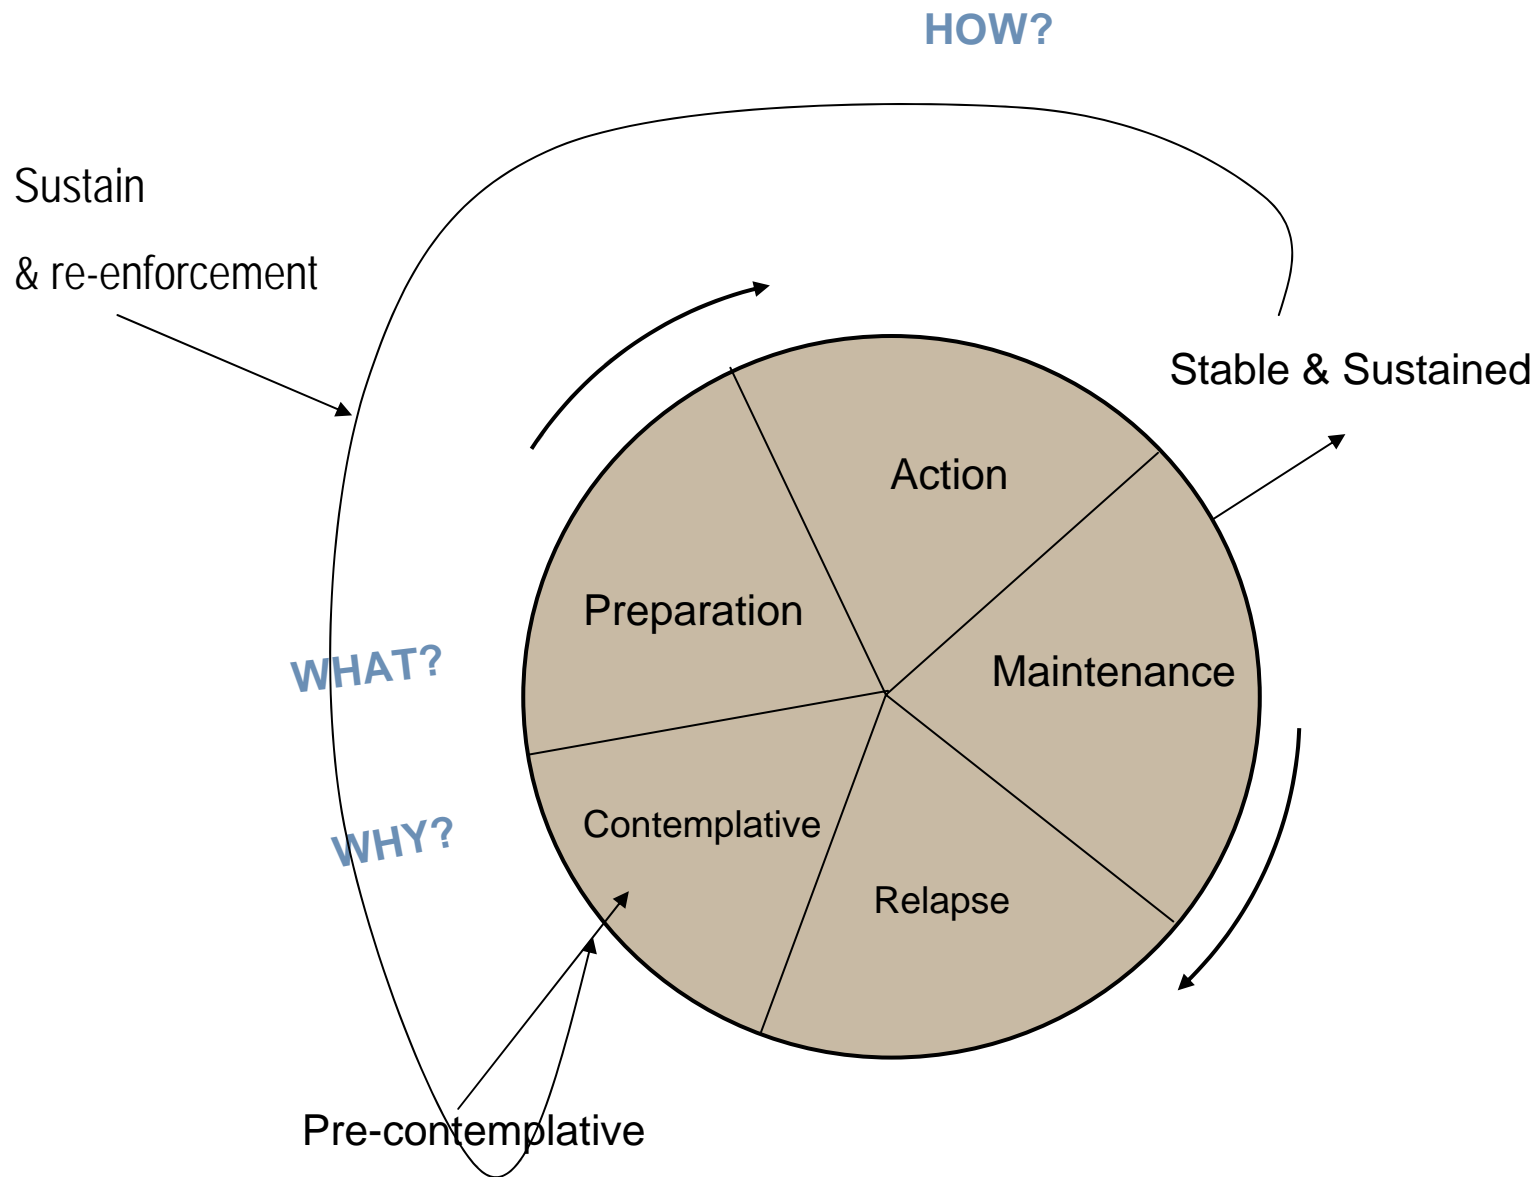 HOW?
Sustain
& re-enforcement
Stable & Sustained
Action
Preparation
Maintenance
WHAT?
Contemplative
WHY?
Relapse
Pre-contemplative